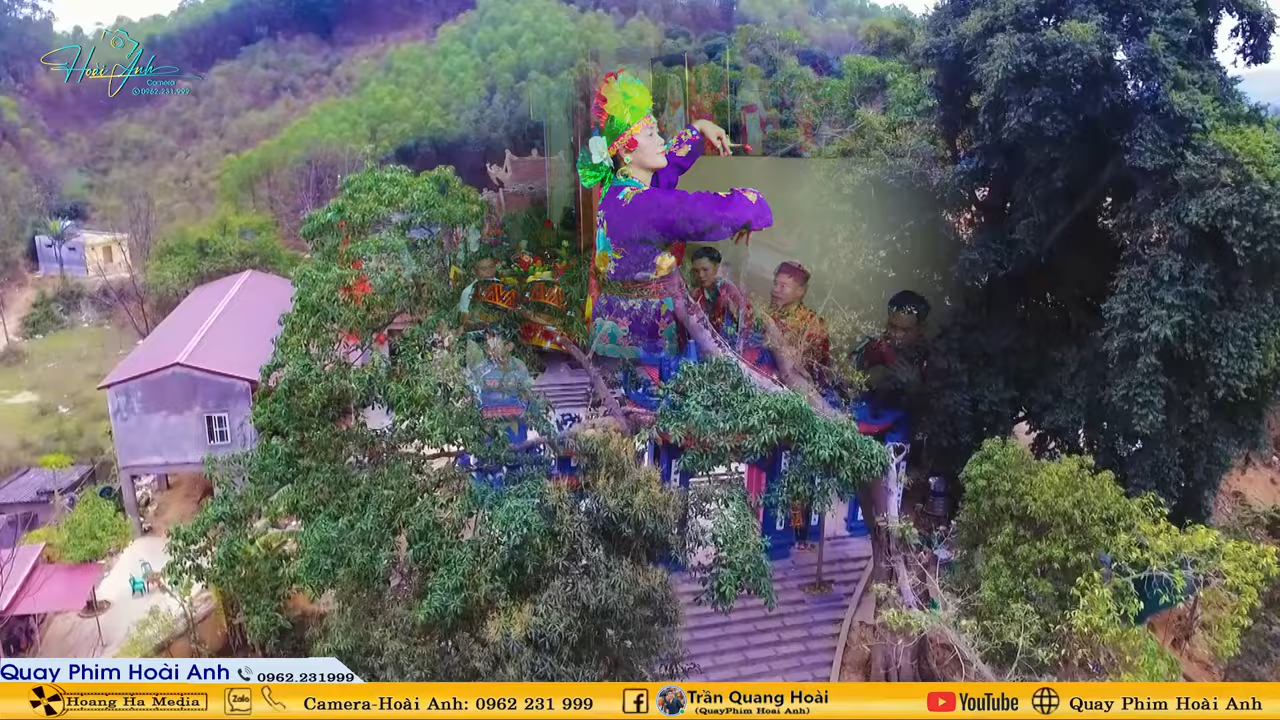 Hoài Anh
Camera
0962.231.999
Quay Phim Hoài Anh 0962.231999
Hoang Ha Media
Zalo
Camera-Hoài Anh: 0962 231 999
Trần Quang Hoài
(QuayPhim Hoai Anh)
YouTube
Quay Phim Hoài Anh